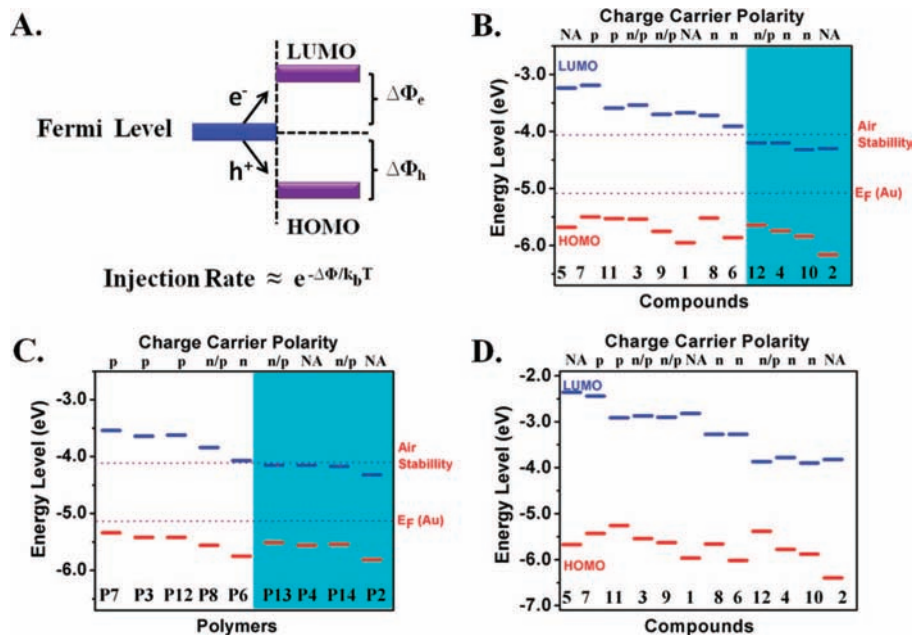 A.
LUMO
e-
ΔΦe
Fermi Level
h+
ΔΦh
HOMO
Injection Rate ≈ e-ΔΦ/kbT
B.
Charge Carrier Polarity
NA p p n/p n/p NA n n n/p n n NA
Energy Level (eV)
-3.0
-4.0
-5.0
-6.0
LUMO
Air
Stabillity
EF (Au)
HOMO
5 7 11 3 9 1 8 6 12 4 10 2
Compounds
C.
Charge Carrier Polarity
p p p n/p n n/p NA n/p NA
Energy Level (eV)
-3.0
-4.0
-5.0
-6.0
Air
Stabillity
EF (Au)
P7 P3 P12 P8 P6 P13 P4 P14 P2
Polymers
D.
Charge Carrier Polarity
NA p p n/p n/p NA n n n/p n n NA
Energy Level (eV)
-2.0
-3.0
-4.0
-5.0
-6.0
-7.0
LUMO
HOMO
5 7 11 3 9 1 8 6 12 4 10 2
Compounds